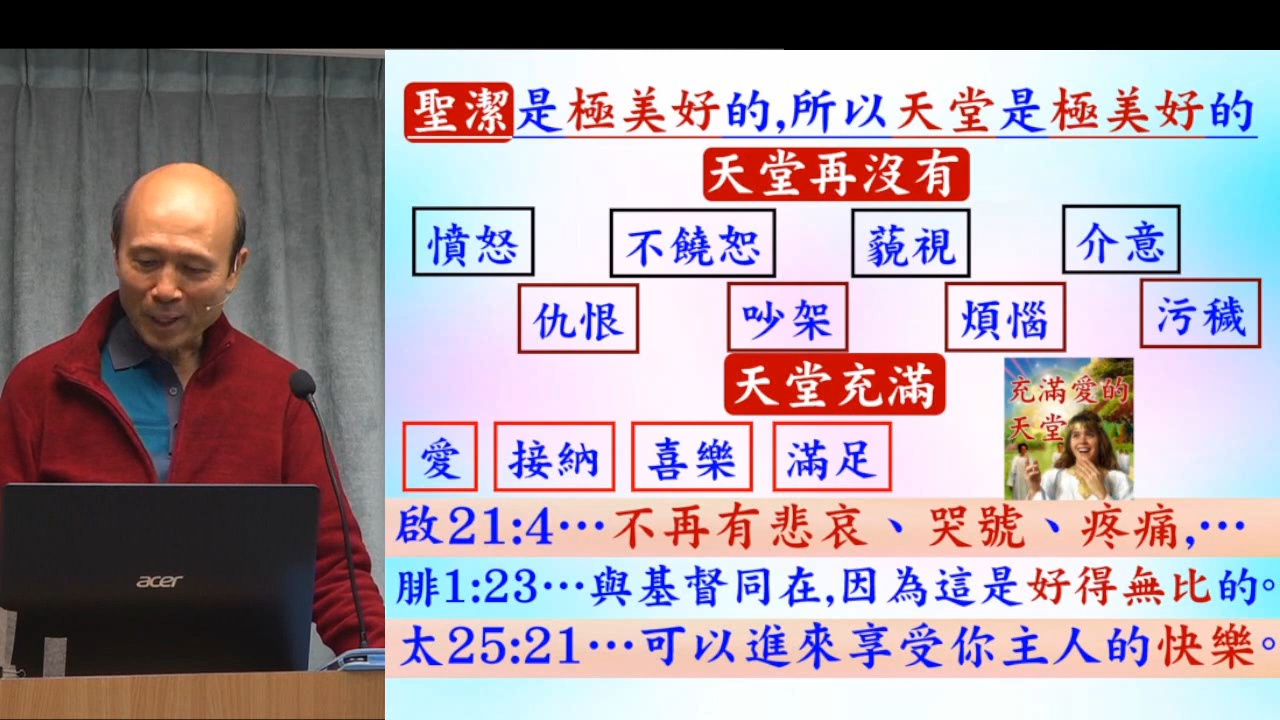 聖潔是極美好的,所以天堂是極美好的
天堂再沒有
憤怒 不饒恕 藐視 介意
仇恨 吵架 煩惱 污穢
天堂充滿
愛 接納 喜樂 滿足
充滿愛的
天堂
啟21:4…不再有悲哀、哭號、疼痛,…
腓1:23…與基督同在,因為這是好得無比的。
太25:21…可以進來享受你主人的快樂。
acer